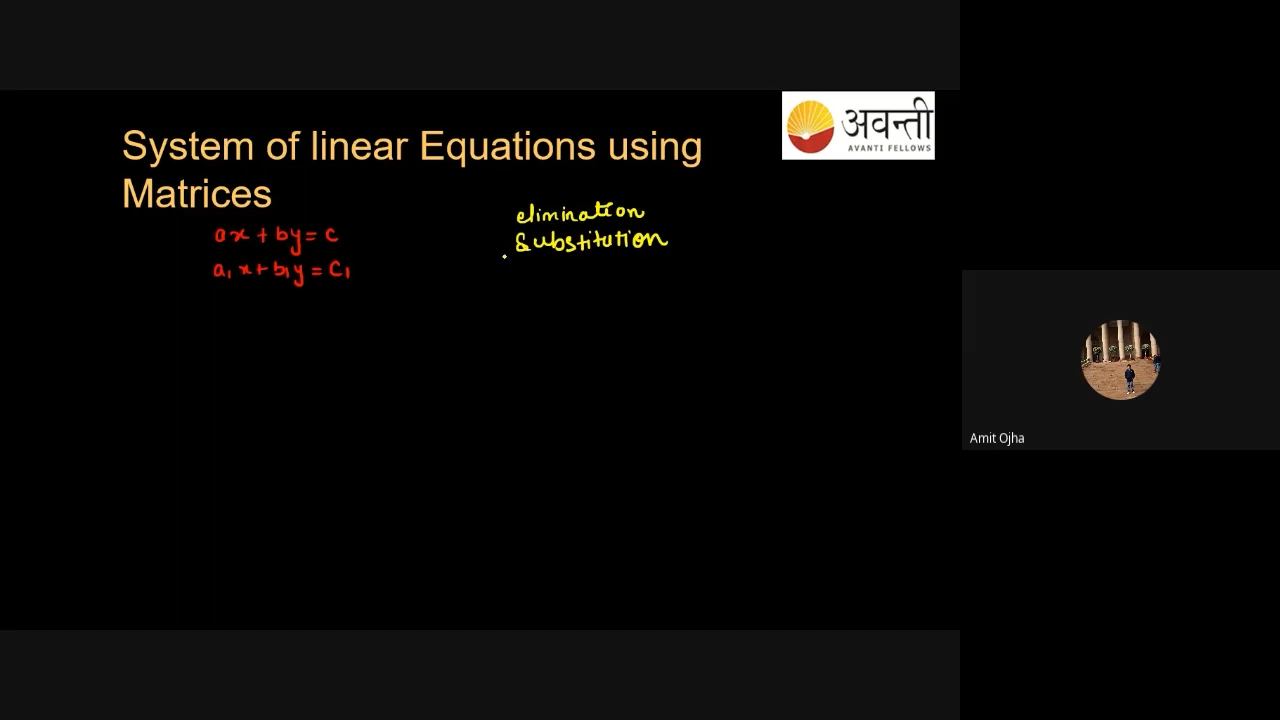 अवन्ती
AVANTI FELLOWS
System of linear Equations using
Matrices
elimination
ax + by = c
Substitution
a₁x + b₁y = C₁
Amit Ojha